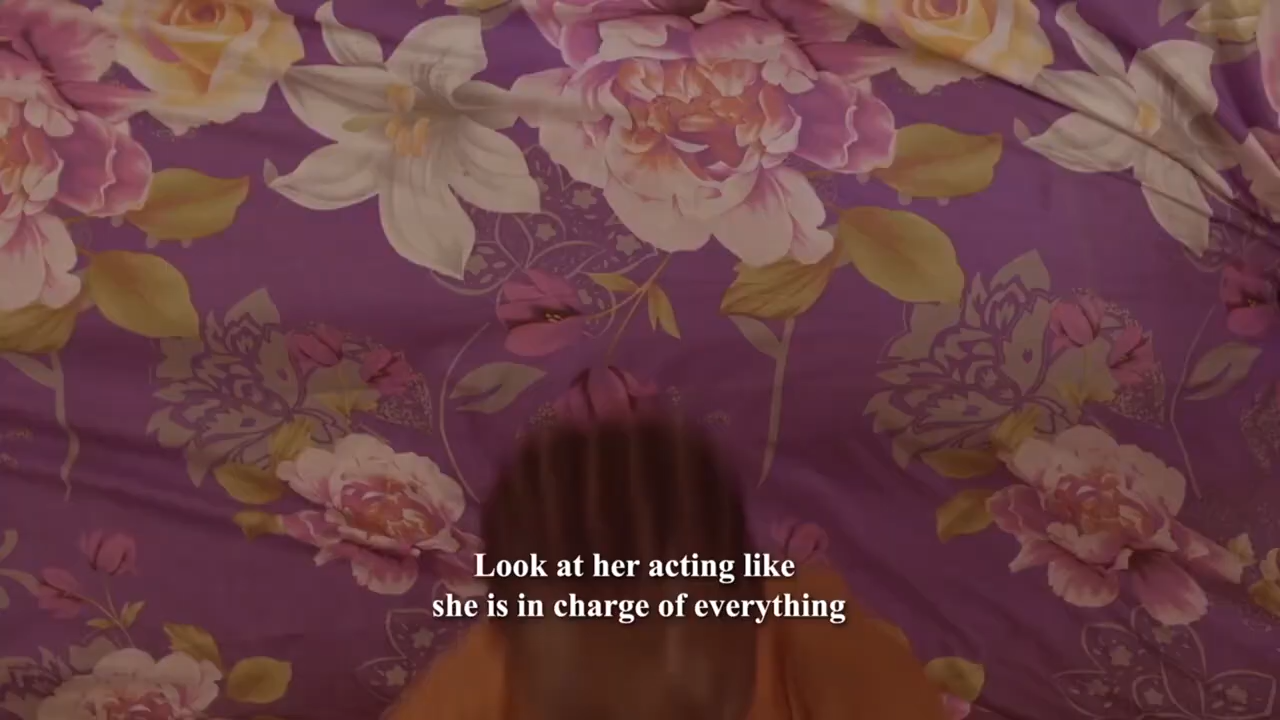 Look at her acting like
she is in charge of everything